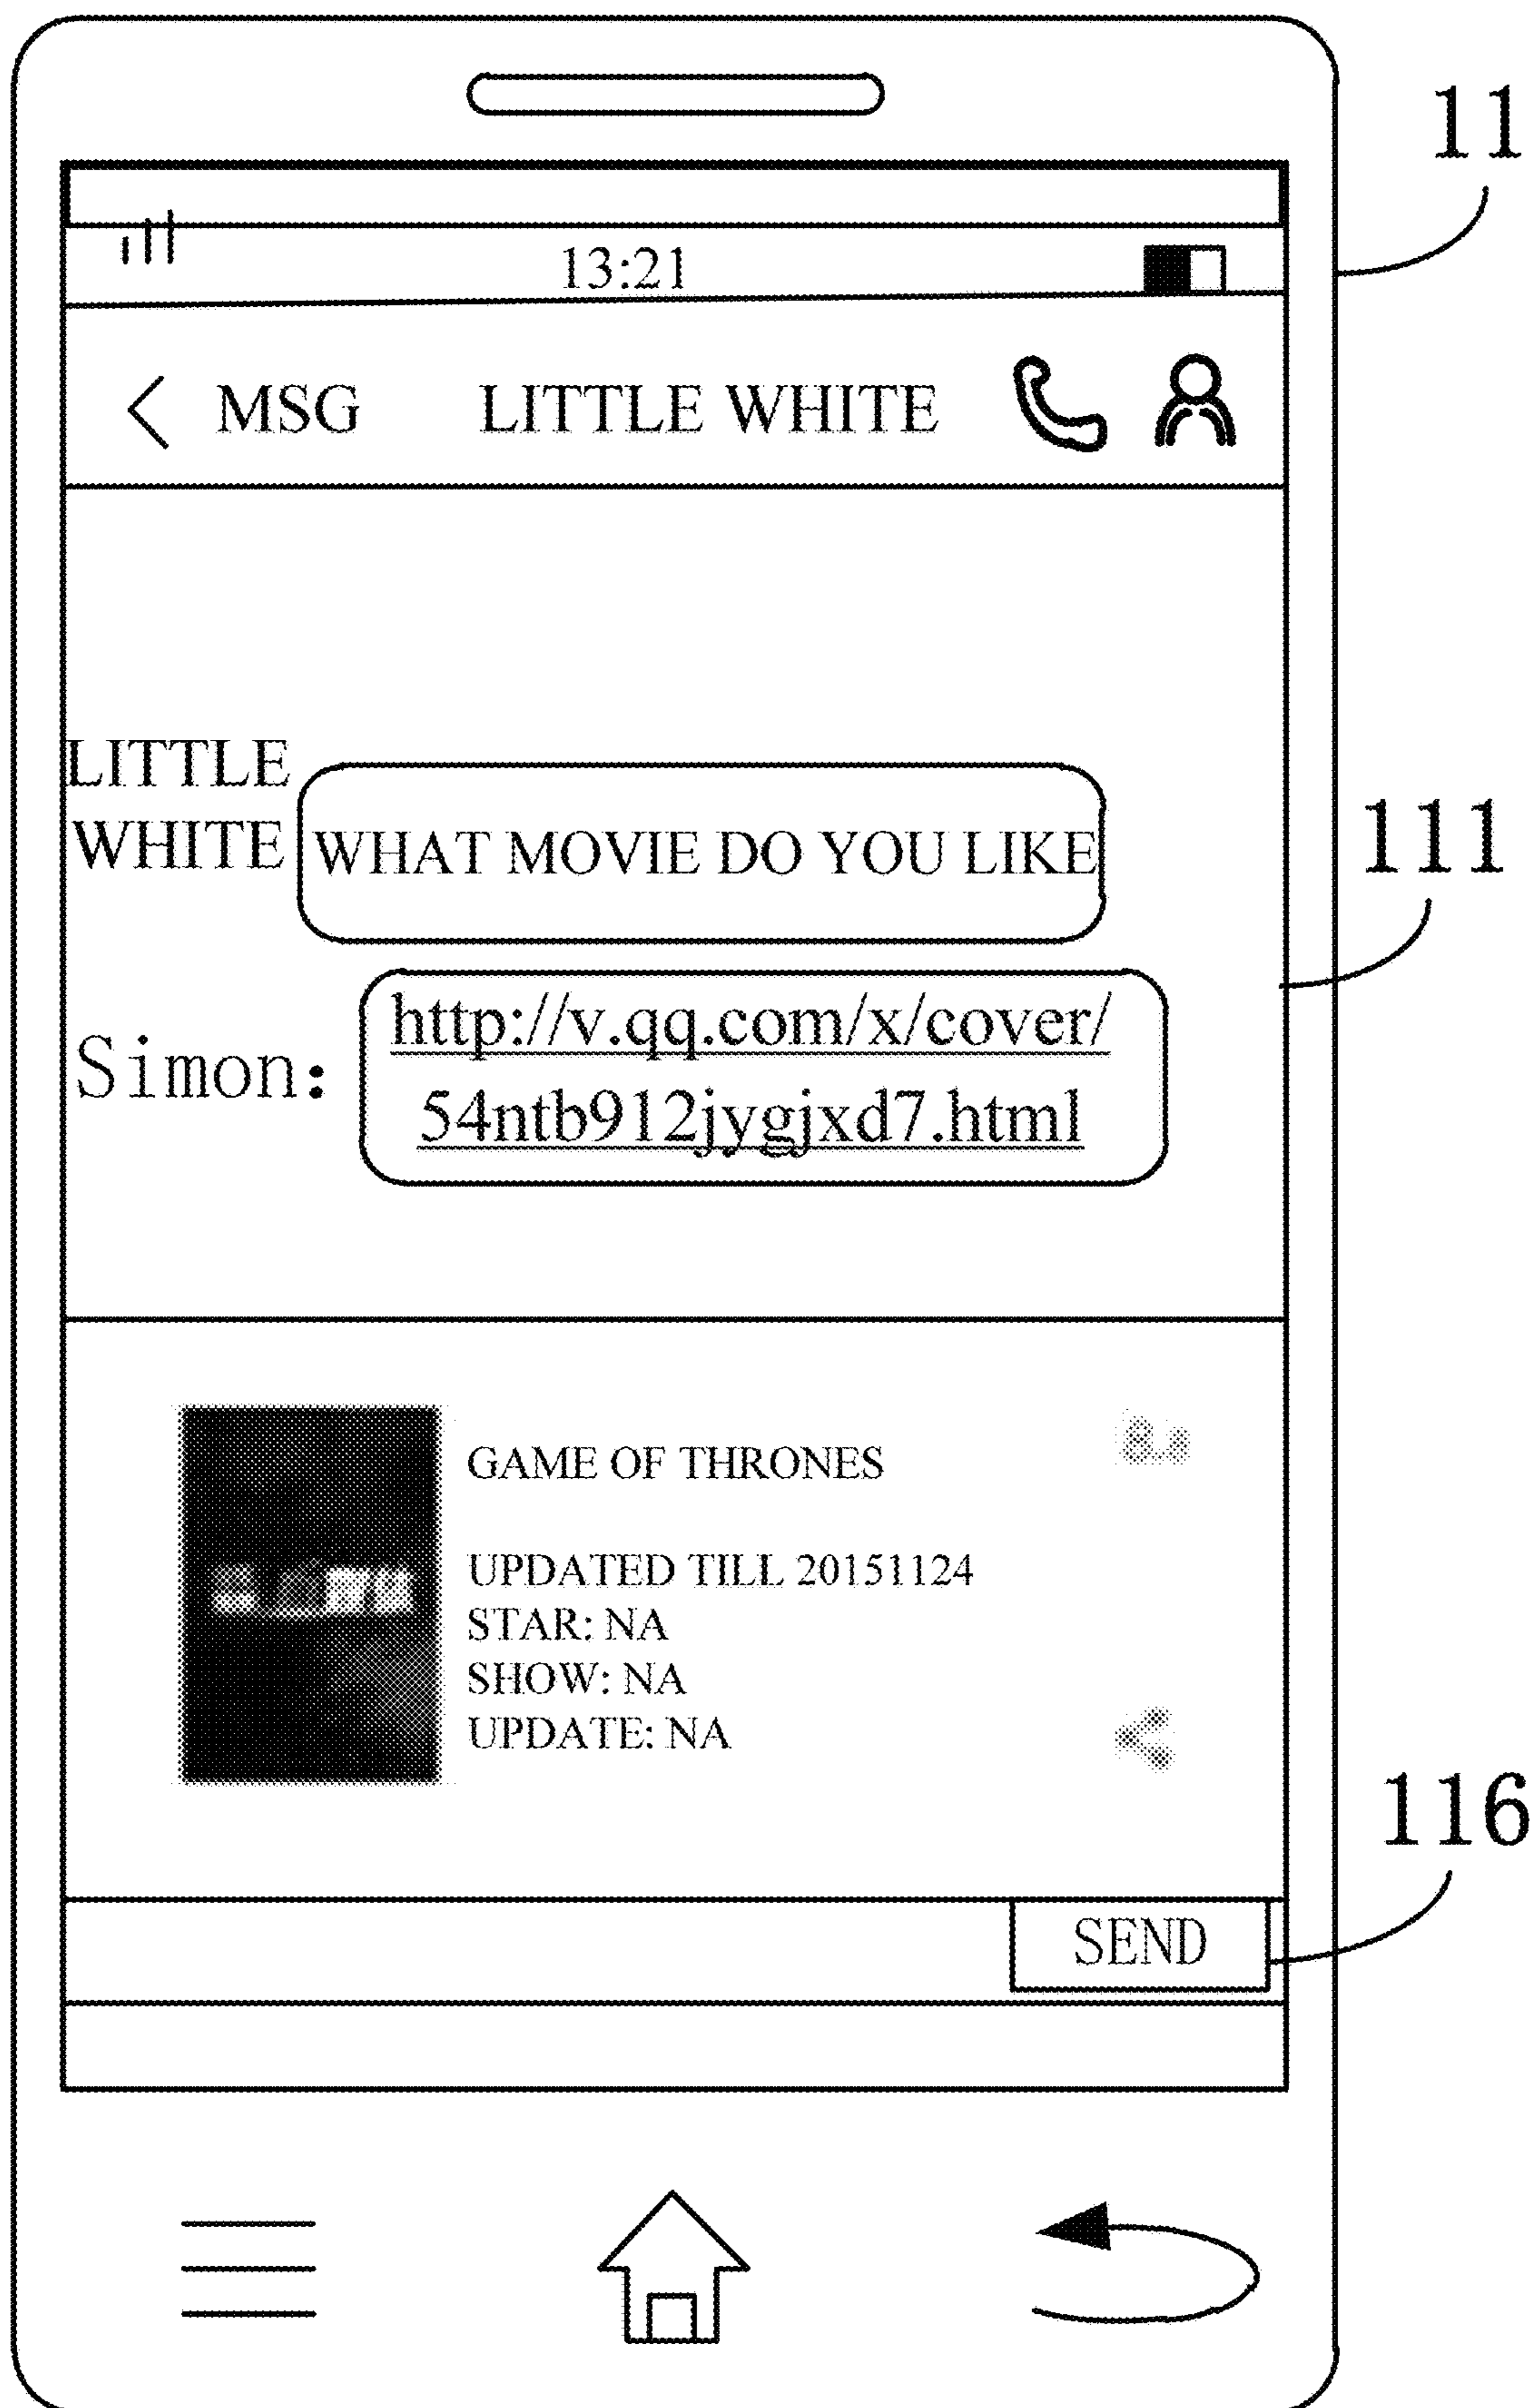 11
13:21
MSG LITTLE WHITE
LITTLE
WHITE
WHAT MOVIE DO YOU LIKE
111
Simon:
http://v.qq.com/x/cover/
54ntb912jygjxd7.html
GAME OF THRONES
UPDATED TILL 20151124
STAR: NA
SHOW: NA
UPDATE: NA
116
SEND